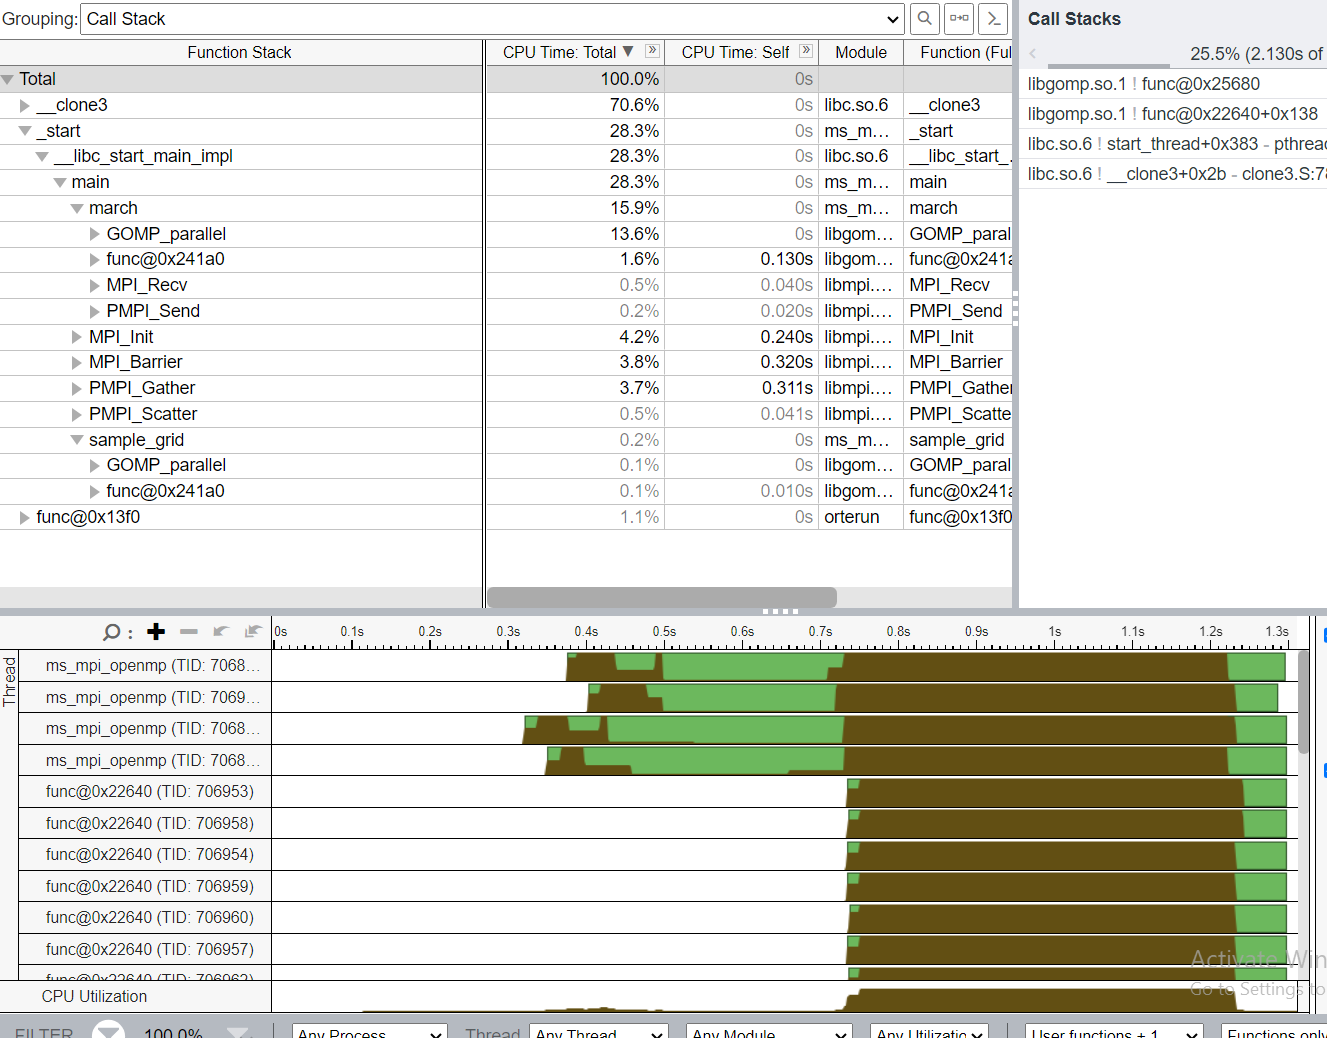 Grouping: Call Stack
Function Stack CPU Time: Total ▼ » CPU Time: Self » Module Function (Ful
Total 100.0% 0s
__clone3 70.6% 0s libc.so.6 __clone3
_start 28.3% 0s ms_m... _start
__libc_start_main_impl 28.3% 0s libc.so.6 __libc_start_.
main 28.3% 0s ms_m... main
march 15.9% 0s ms_m... march
GOMP_parallel 13.6% 0s libgom... GOMP_paral
func@0x241a0 1.6% 0.130s libgom... func@0x241a
MPI_Recv 0.5% 0.040s libmpi.... MPI_Recv
PMPI_Send 0.2% 0.020s libmpi.... PMPI_Send
MPI_Init 4.2% 0.240s libmpi.... MPI_Init
MPI_Barrier 3.8% 0.320s libmpi.... MPI_Barrier
PMPI_Gather 3.7% 0.311s libmpi.... PMPI_Gather
PMPI_Scatter 0.5% 0.041s libmpi.... PMPI_Scatte
sample_grid 0.2% 0s ms_m... sample_grid
GOMP_parallel 0.1% 0s libgom... GOMP_paral
func@0x241a0 0.1% 0.010s libgom... func@0x241a
func@0x13f0 1.1% 0s orterun func@0x13f0
Call Stacks
25.5% (2.130s of
libgomp.so.1 ! func@0x25680
libgomp.so.1 ! func@0x22640+0x138
libc.so.6 ! start_thread+0x383 - pthread
libc.so.6 ! __clone3+0x2b - clone3.S:78
0s 0.1s 0.2s 0.3s 0.4s 0.5s 0.6s 0.7s 0.8s 0.9s 1s 1.1s 1.2s 1.3s
Thread
ms_mpi_openmp (TID: 7068...
ms_mpi_openmp (TID: 7069...
ms_mpi_openmp (TID: 7068...
ms_mpi_openmp (TID: 7068...
func@0x22640 (TID: 706953)
func@0x22640 (TID: 706958)
func@0x22640 (TID: 706954)
func@0x22640 (TID: 706959)
func@0x22640 (TID: 706960)
func@0x22640 (TID: 706957)
func@0x22640 (TID: 706962)
CPU Utilization
Activate Win
Go to Settings to
FILTER 100.0% Any Process Thread Any Thread Any Module Any Utilizatio User functions + 1 Functions only